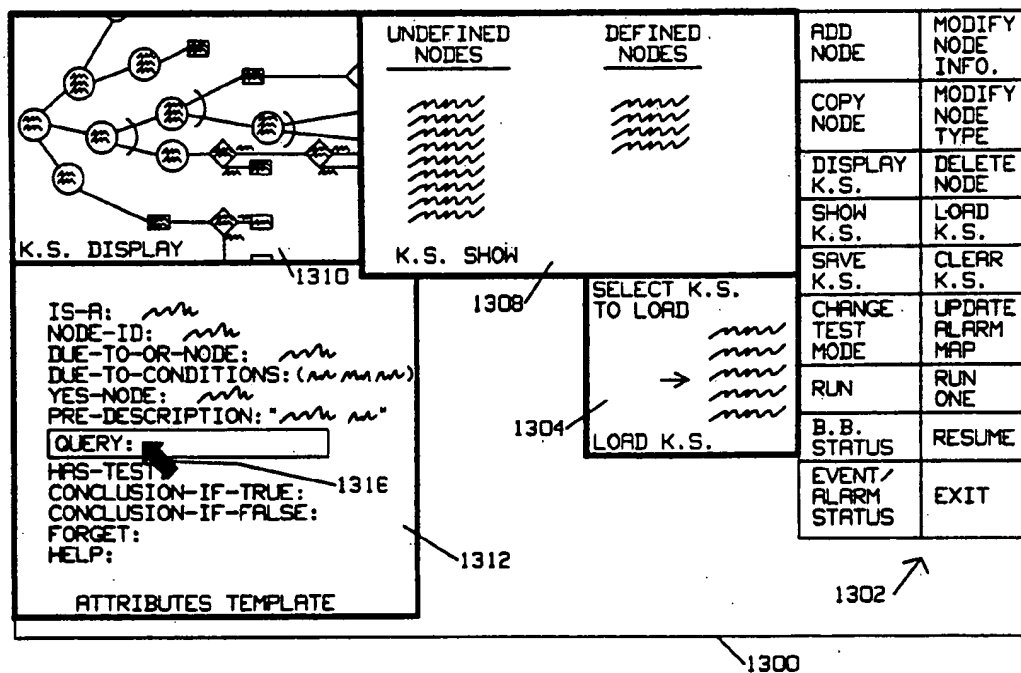 UNDEFINED
NODES
DEFINED
NODES
K.S. SHOW
K.S. DISPLAY
1310
1308
ADD
NODE
MODIFY
NODE
INFO.
COPY
NODE
MODIFY
NODE
TYPE
DISPLAY
K.S.
DELETE
NODE
SHOW
K.S.
LOAD
K.S.
SAVE
K.S.
CLEAR
K.S.
CHANGE
TEST
MODE
UPDATE
ALARM
MAP
RUN
RUN
ONE
B.B.
STATUS
RESUME
EVENT/
ALARM
STATUS
EXIT
SELECT K.S.
TO LOAD
LOAD K.S.
1304
IS-A:
NODE-ID:
DUE-TO-OR-NODE:
DUE-TO-CONDITIONS:( )
YES-NODE:
PRE-DESCRIPTION:" "
QUERY:
HAS-TEST
CONCLUSION-IF-TRUE:
CONCLUSION-IF-FALSE:
FORGET:
HELP:
ATTRIBUTES TEMPLATE
1316
1312
1302
1300